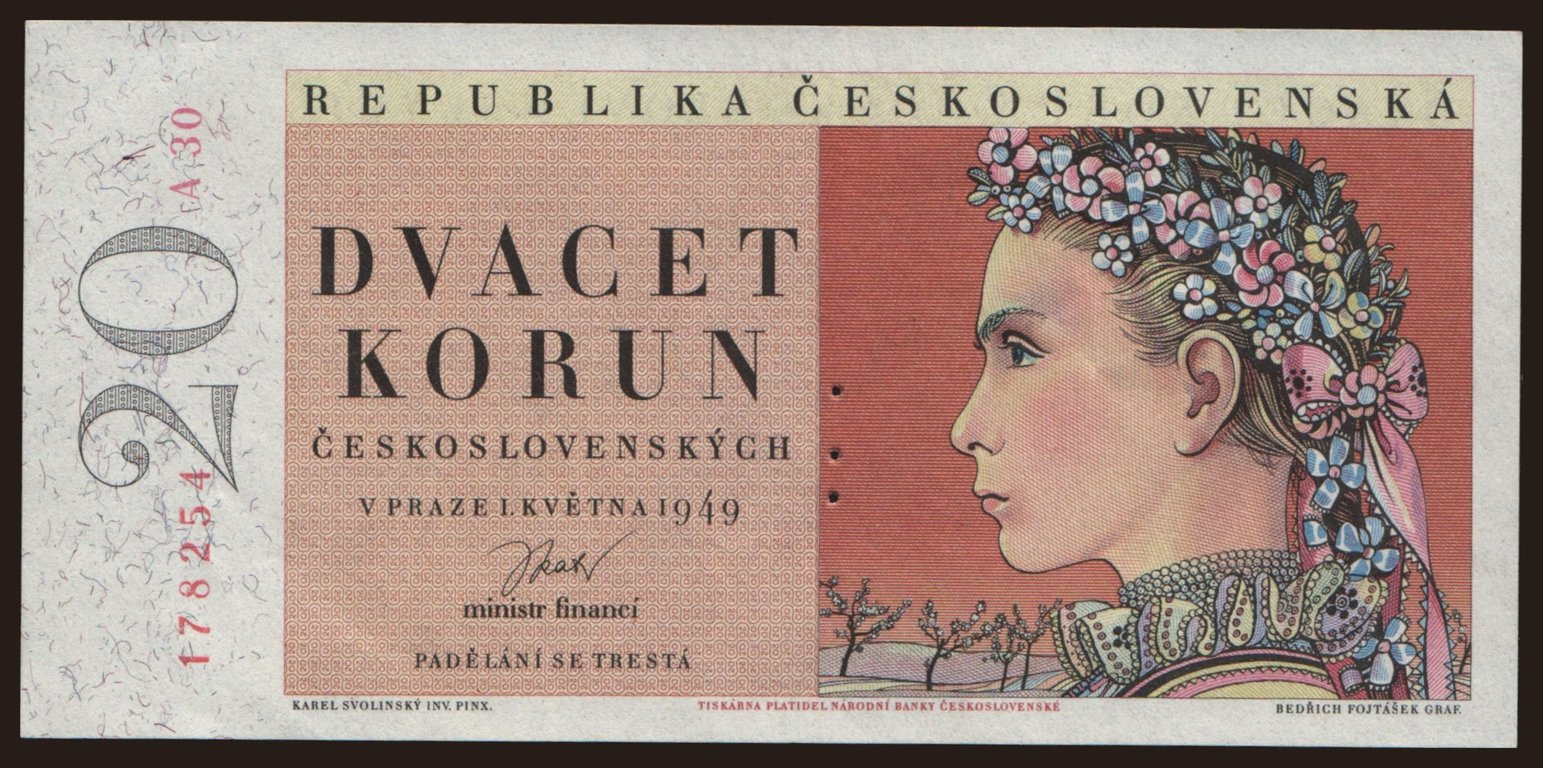 REPUBLIKA ČESKOSLOVENSKÁ
A 30
20
178254
DVACET
KORUN
ČESKOSLOVENSKÝCH
V PRAZE 1. KVĚTNA 1949
ministr financí
PADĚLÁNÍ SE TRESTÁ
KAREL SVOLINSKÝ INV. PINX.
TISKÁRNA PLATIDEL NÁRODNÍ BANKY ČESKOSLOVENSKÉ
BEDŘICH FOJTÁŠEK GRAF.